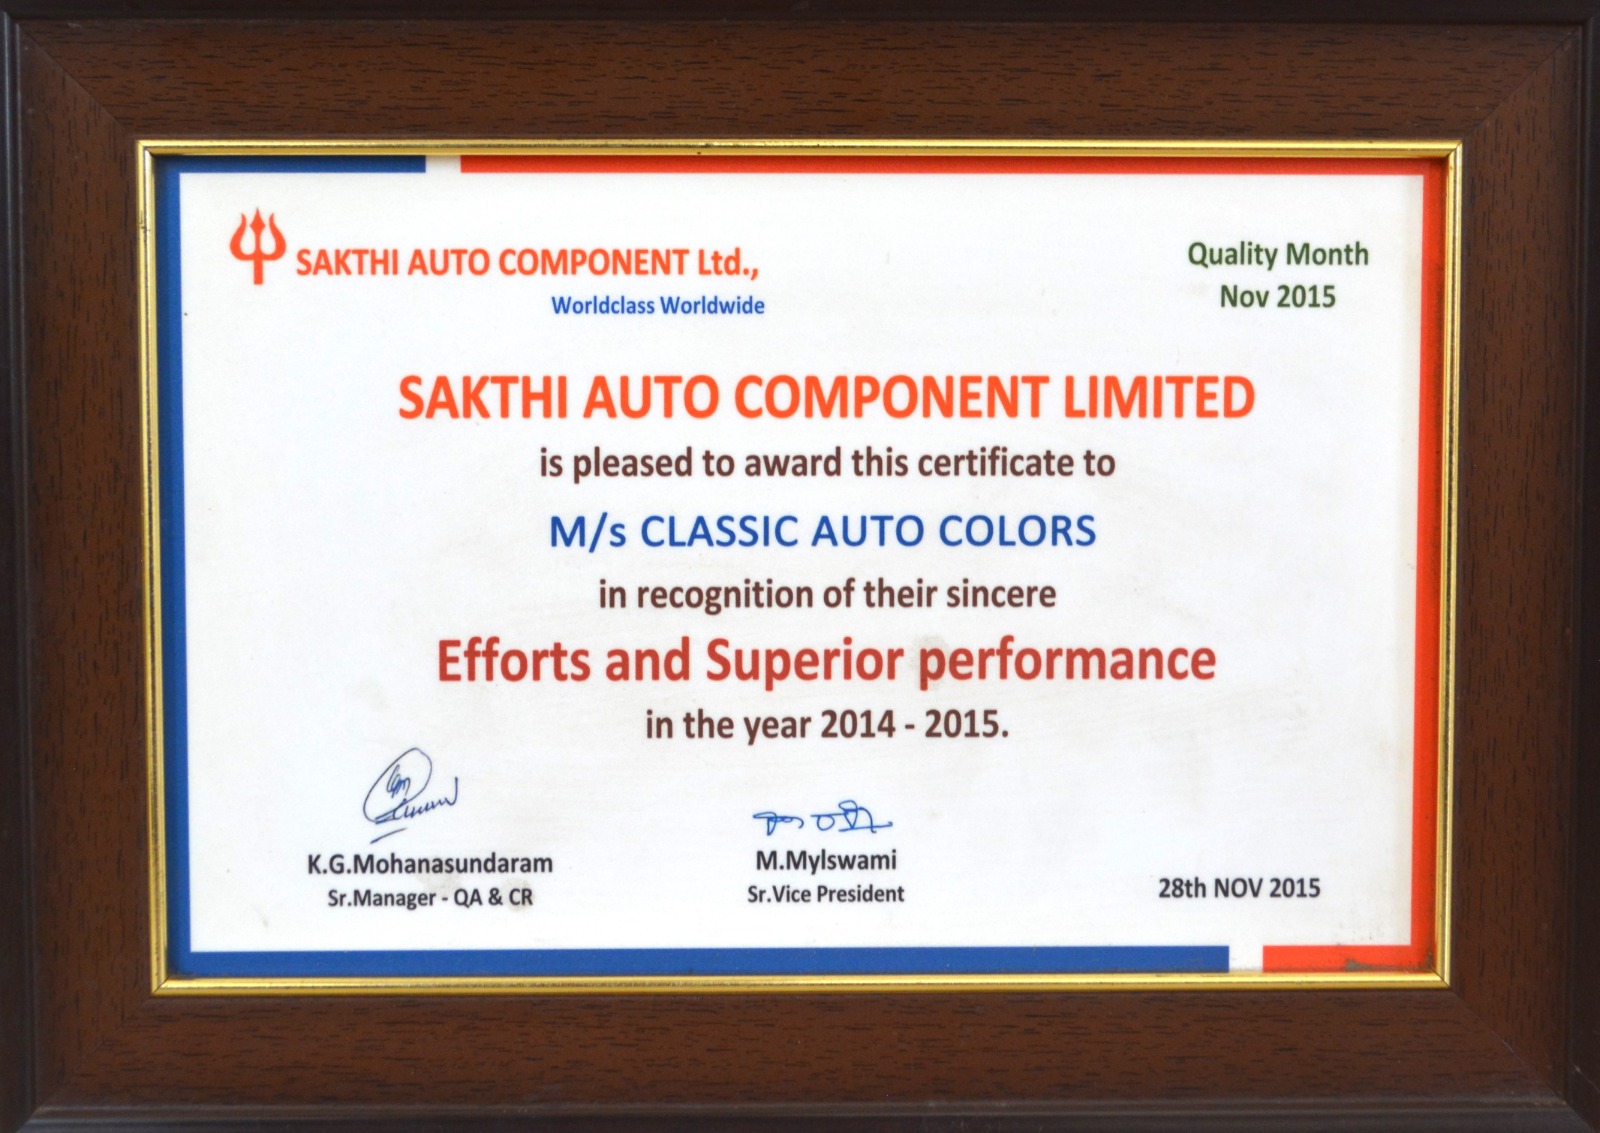 SAKTHI AUTO COMPONENT Ltd.,
Worldclass Worldwide
Quality Month
Nov 2015
SAKTHI AUTO COMPONENT LIMITED
is pleased to award this certificate to
M/s CLASSIC AUTO COLORS
in recognition of their sincere
Efforts and Superior performance
in the year 2014 - 2015.
K.G.Mohanasundaram
Sr.Manager - QA & CR
M.Mylswami
Sr.Vice President
28th NOV 2015